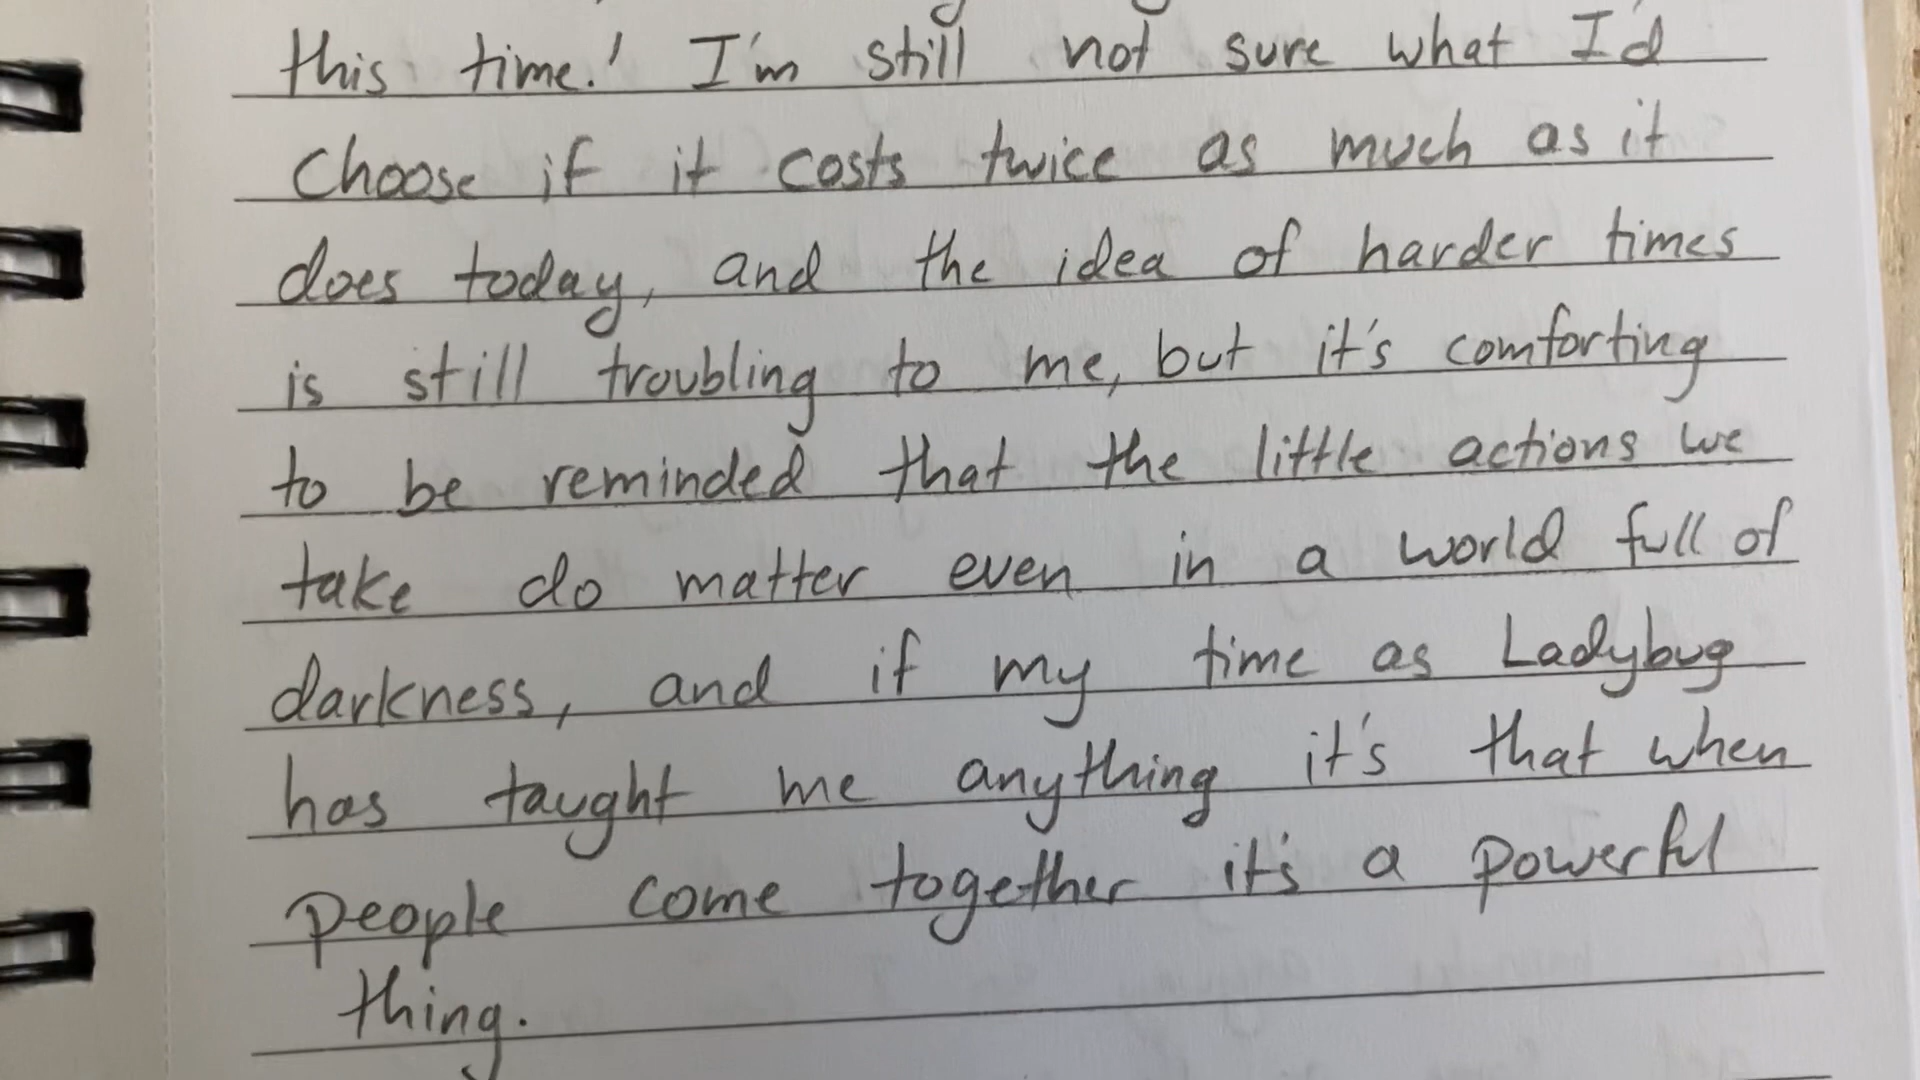 this time! I'm still not sure what I'd
choose if it costs twice as much as it
does today, and the idea of harder times
is still troubling to me, but it's comforting
to be reminded that the little actions we
take do matter even in a world full of
darkness, and if my time as Ladybug
has taught me anything it's that when
people come together it's a powerful
thing.